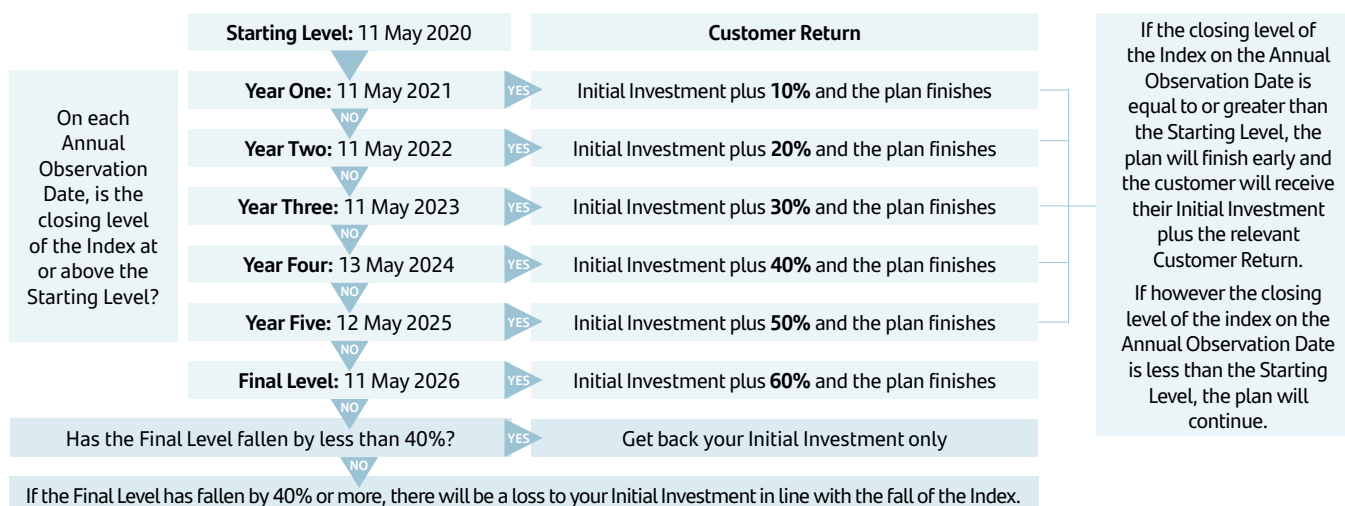 On each
Annual
Observation
Date, is the
closing level
of the Index at
or above the
Starting Level?
Starting Level: 11 May 2020
Customer Return
Year One: 11 May 2021
YES
Initial Investment plus 10% and the plan finishes
NO
Year Two: 11 May 2022
YES
Initial Investment plus 20% and the plan finishes
NO
Year Three: 11 May 2023
YES
Initial Investment plus 30% and the plan finishes
NO
Year Four: 13 May 2024
YES
Initial Investment plus 40% and the plan finishes
NO
Year Five: 12 May 2025
YES
Initial Investment plus 50% and the plan finishes
NO
Final Level: 11 May 2026
YES
Initial Investment plus 60% and the plan finishes
NO
Has the Final Level fallen by less than 40%?
YES
Get back your Initial Investment only
NO
If the Final Level has fallen by 40% or more, there will be a loss to your Initial Investment in line with the fall of the Index.
If the closing level of
the Index on the Annual
Observation Date is
equal to or greater than
the Starting Level, the
plan will finish early and
the customer will receive
their Initial Investment
plus the relevant
Customer Return.
If however the closing
level of the index on the
Annual Observation Date
is less than the Starting
Level, the plan will
continue.